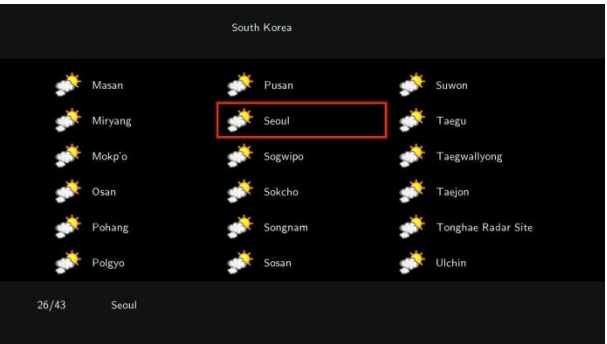 South Korea
Masan Pusan Suwon
Miryang Seoul Taegu
Mokp'o Sogwipo Taegwallyong
Osan Sokcho Taejon
Pohang Songnam Tonghae Radar Site
Polgyo Sosan Ulchin
26/43 Seoul